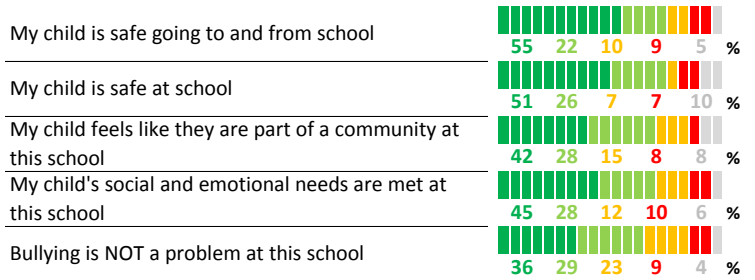 My child is safe going to and from school
55 22 10 9 5 %
My child is safe at school
51 26 7 7 10 %
My child feels like they are part of a community at
this school
42 28 15 8 8 %
My child's social and emotional needs are met at
this school
45 28 12 10 6 %
Bullying is NOT a problem at this school
36 29 23 9 4 %